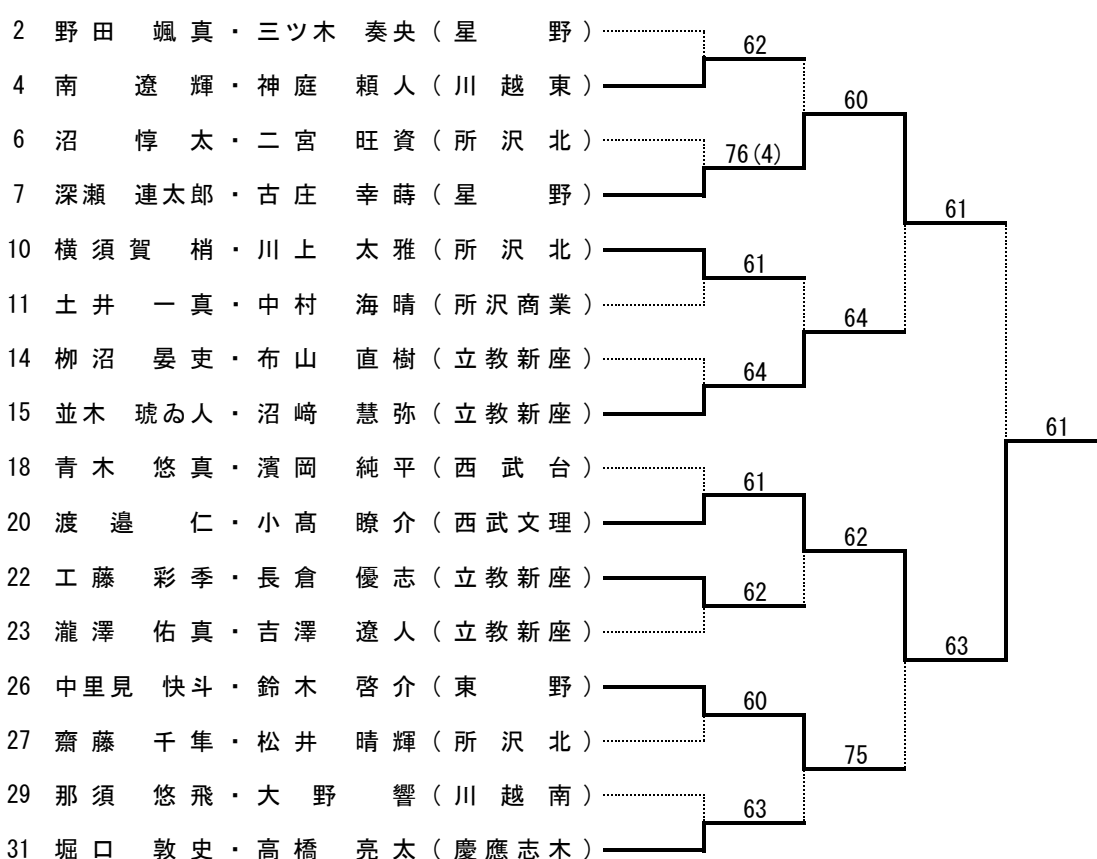 2 野田 颯真・三ツ木 奏央（星 野）
62
4 南 遼輝・神庭 頼人（川越東）
60
6 沼 惇太・二宮 旺資（所沢北）
76(4)
7 深瀬 連太郎・古庄 幸蒔（星 野）
61
10 横須賀 梢・川上 太雅（所沢北）
61
11 土井 一真・中村 海晴（所沢商業）
64
14 栁沼 晏吏・布山 直樹（立教新座）
64
15 並木 琥ゐ人・沼﨑 慧弥（立教新座）
61
18 青木 悠真・濱岡 純平（西武台）
61
20 渡邉 仁・小髙 瞭介（西武文理）
62
22 工藤 彩季・長倉 優志（立教新座）
62
23 瀧澤 佑真・吉澤 遼人（立教新座）
63
26 中里見 快斗・鈴木 啓介（東 野）
60
27 齋藤 千隼・松井 晴輝（所沢北）
75
29 那須 悠飛・大野 響（川越南）
63
31 堀口 敦史・高橋 亮太（慶應志木）